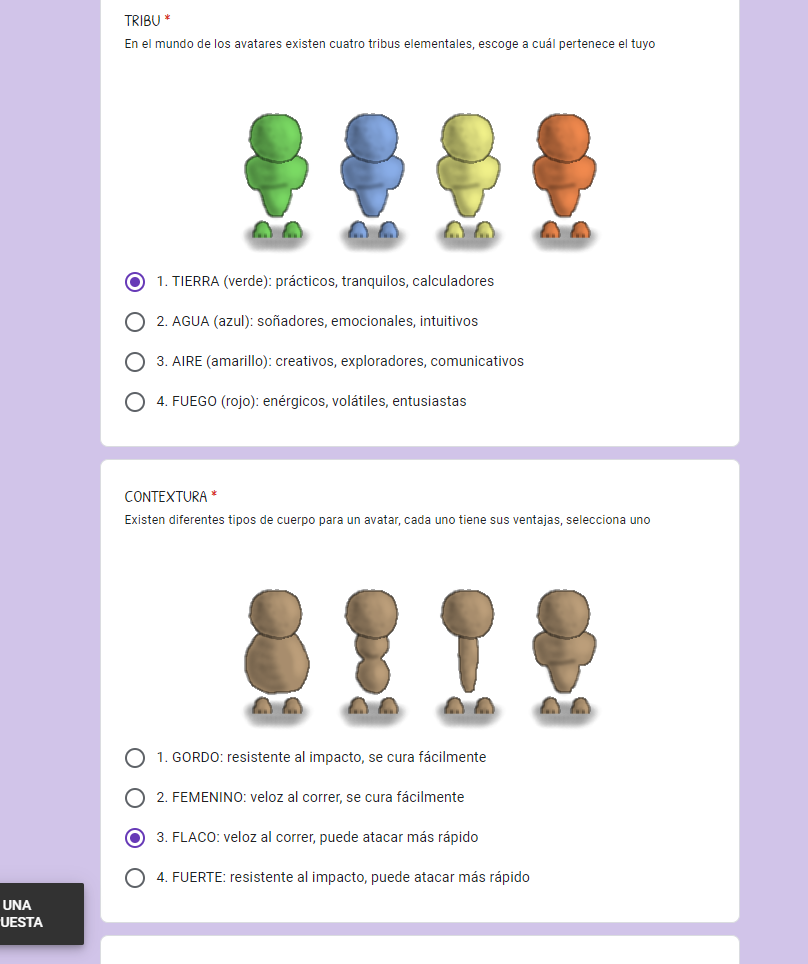 TRIBU *
En el mundo de los avatares existen cuatro tribus elementales, escoge a cuál pertenece el tuyo
1. TIERRA (verde): prácticos, tranquilos, calculadores
2. AGUA (azul): soñadores, emocionales, intuitivos
3. AIRE (amarillo): creativos, exploradores, comunicativos
4. FUEGO (rojo): enérgicos, volátiles, entusiastas
CONTEXTURA *
Existen diferentes tipos de cuerpo para un avatar, cada uno tiene sus ventajas, selecciona uno
1. GORDO: resistente al impacto, se cura fácilmente
2. FEMENINO: veloz al correr, se cura fácilmente
3. FLACO: veloz al correr, puede atacar más rápido
4. FUERTE: resistente al impacto, puede atacar más rápido
UNA
UESTA